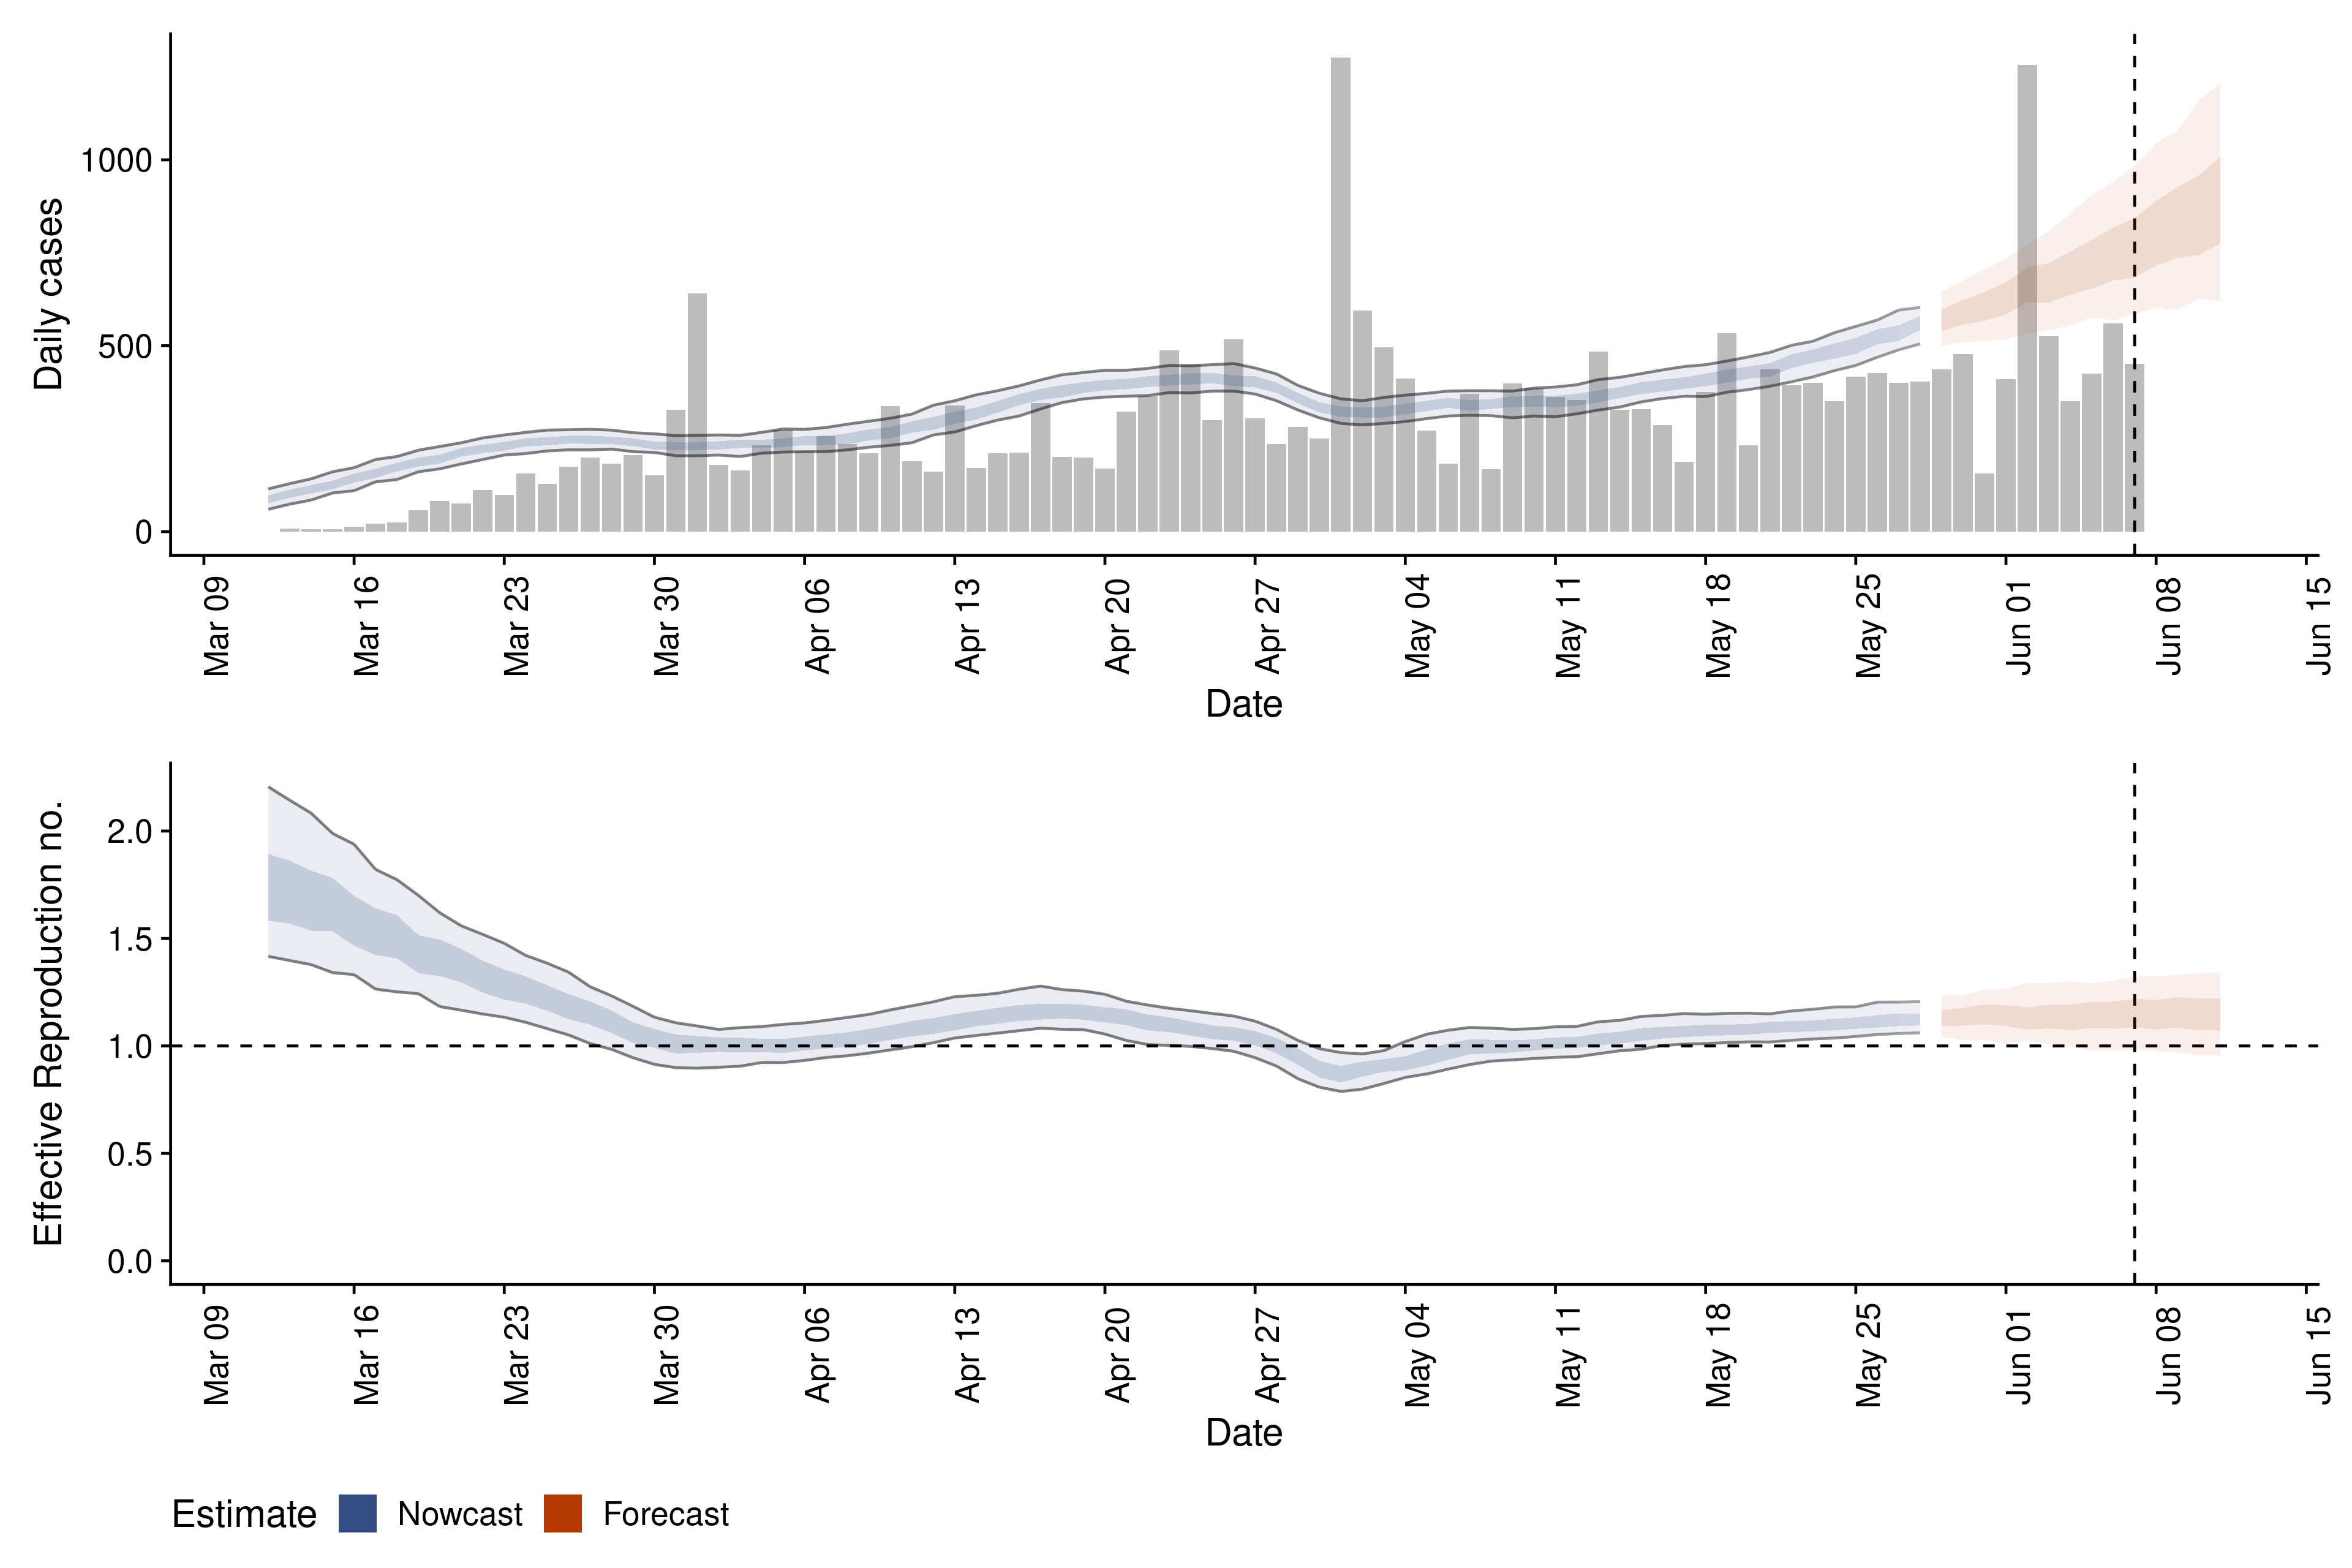 Daily cases
1000
500
0
Mar 09
Mar 16
Mar 23
Mar 30
Apr 06
Apr 13
Apr 20
Apr 27
May 04
May 11
May 18
May 25
Jun 01
Jun 08
Jun 15
Date
Effective Reproduction no.
2.0
1.5
1.0
0.5
0.0
Mar 09
Mar 16
Mar 23
Mar 30
Apr 06
Apr 13
Apr 20
Apr 27
May 04
May 11
May 18
May 25
Jun 01
Jun 08
Jun 15
Date
Estimate Nowcast Forecast